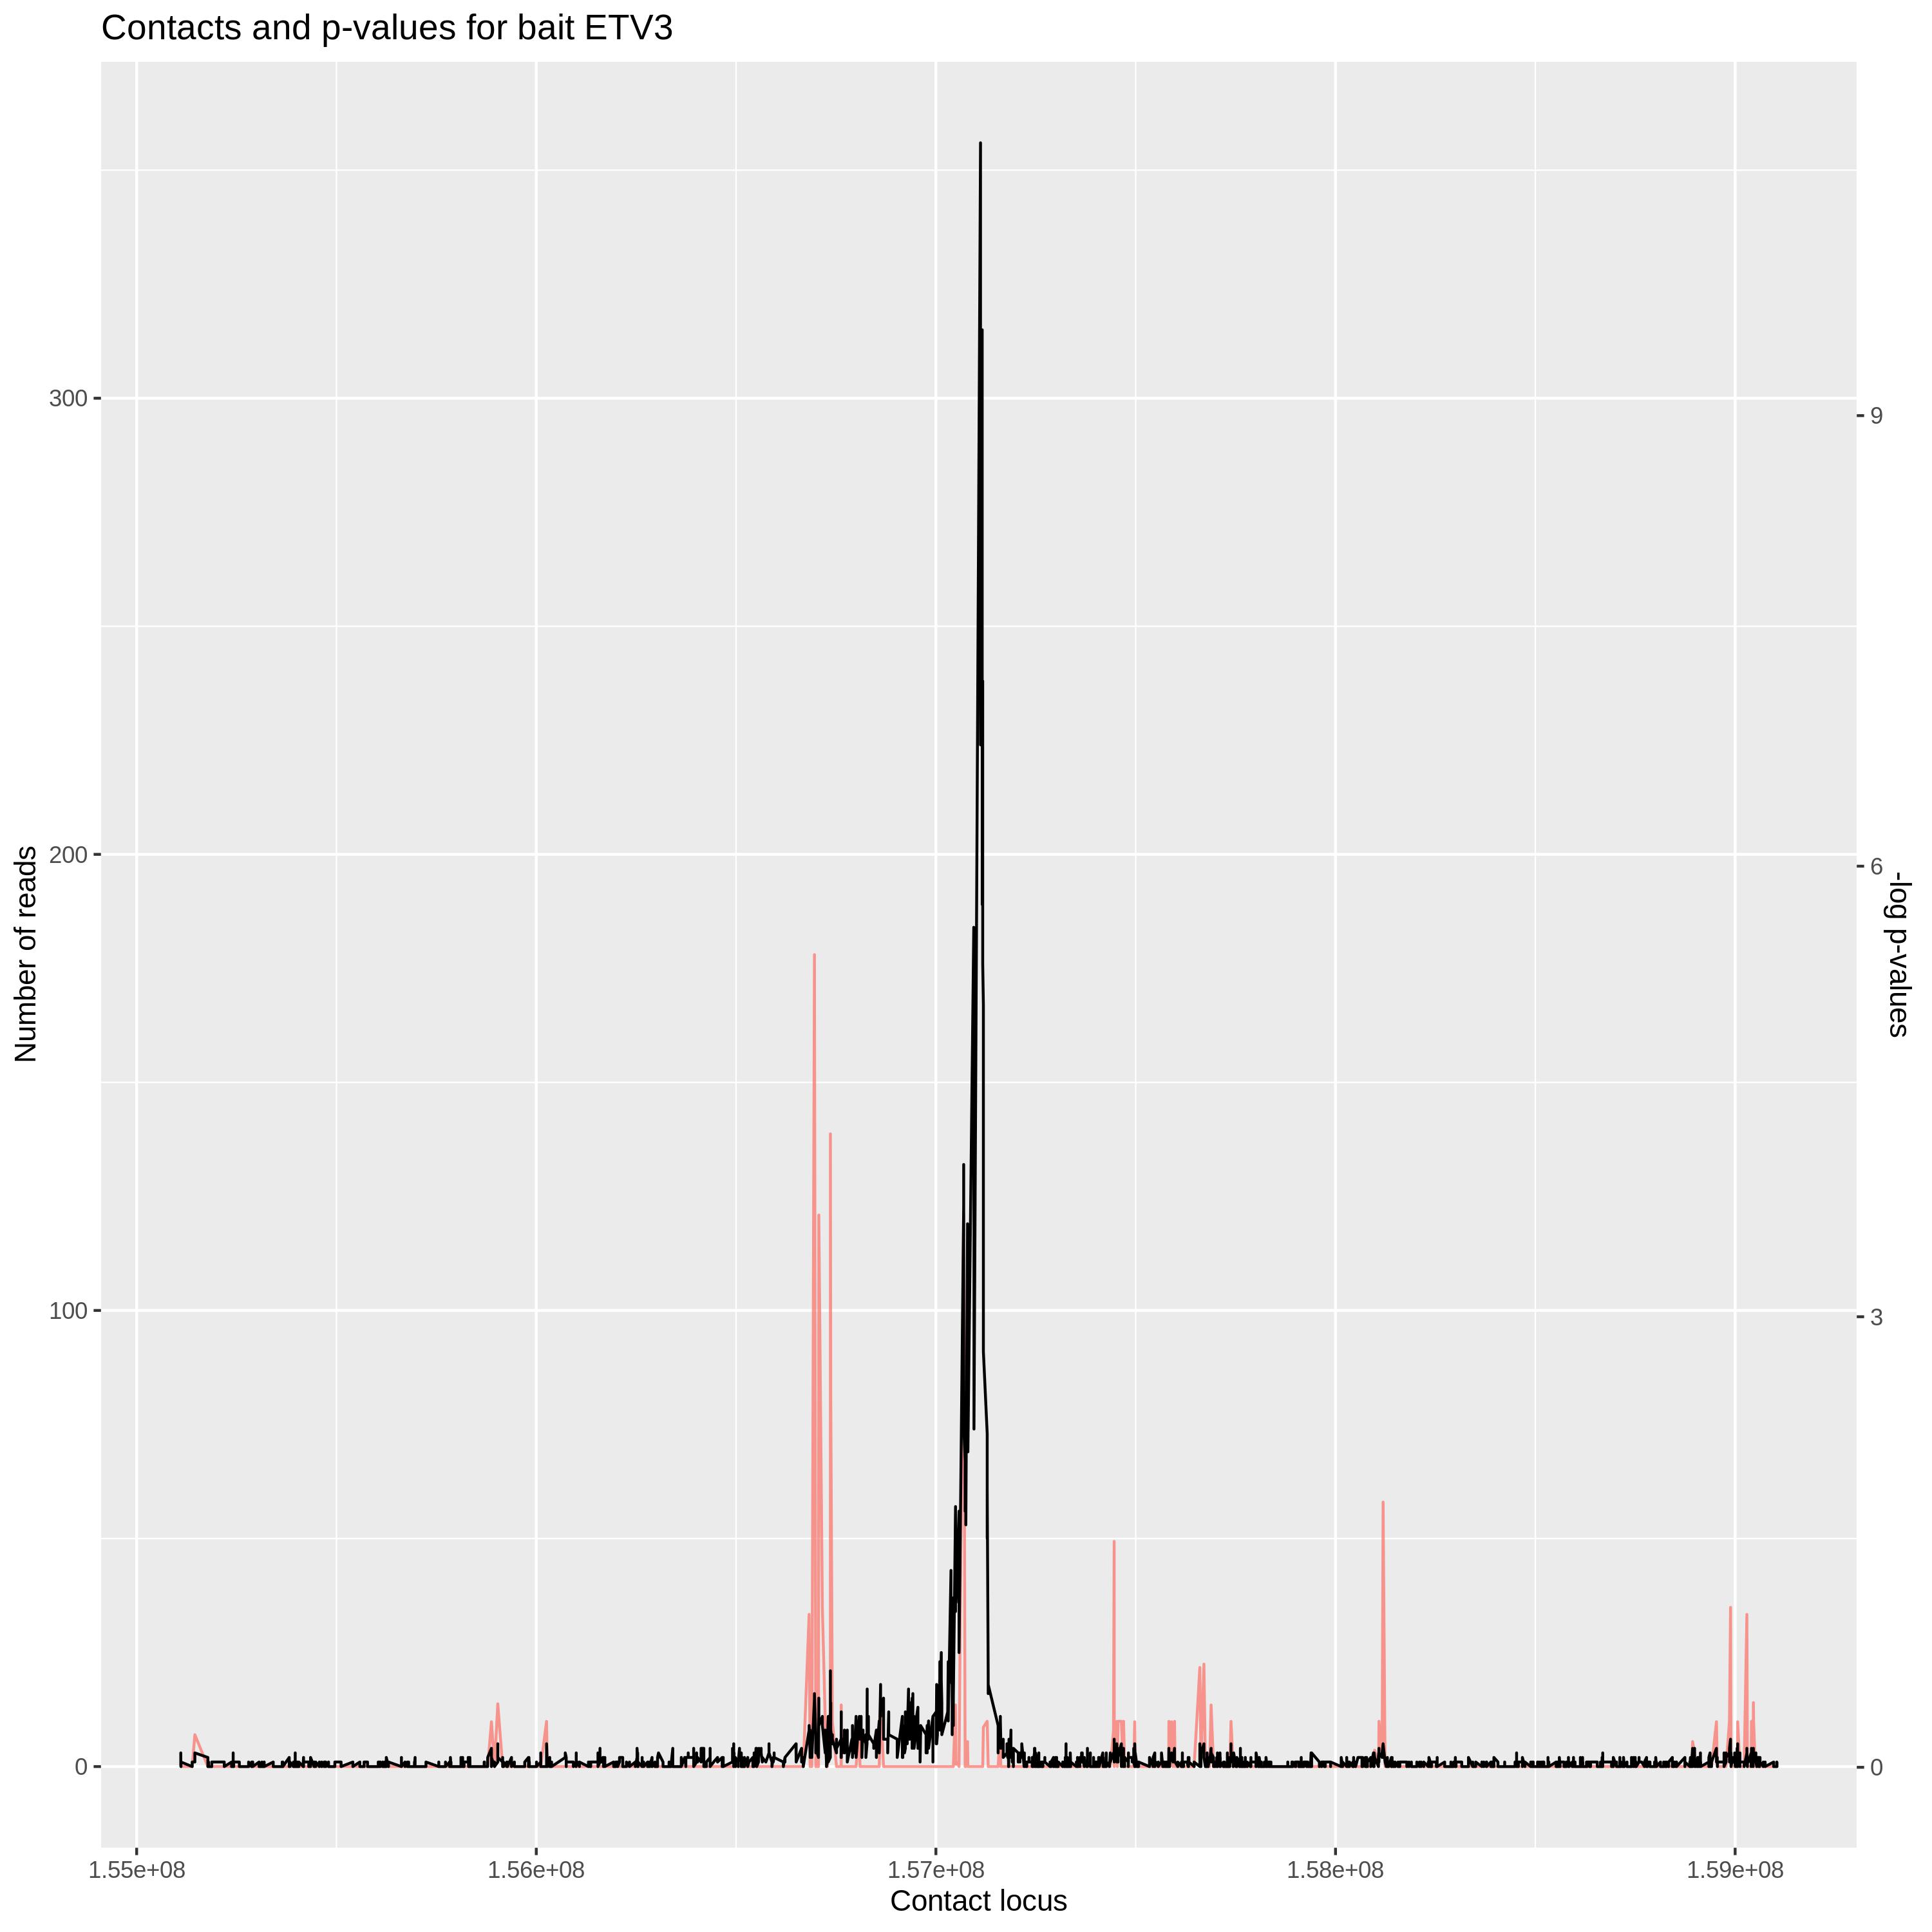 Contacts and p-values for bait ETV3
Number of reads
300
200
100
0
9
6
3
0
-log p-values
1.55e+08
1.56e+08
1.57e+08
1.58e+08
1.59e+08
Contact locus